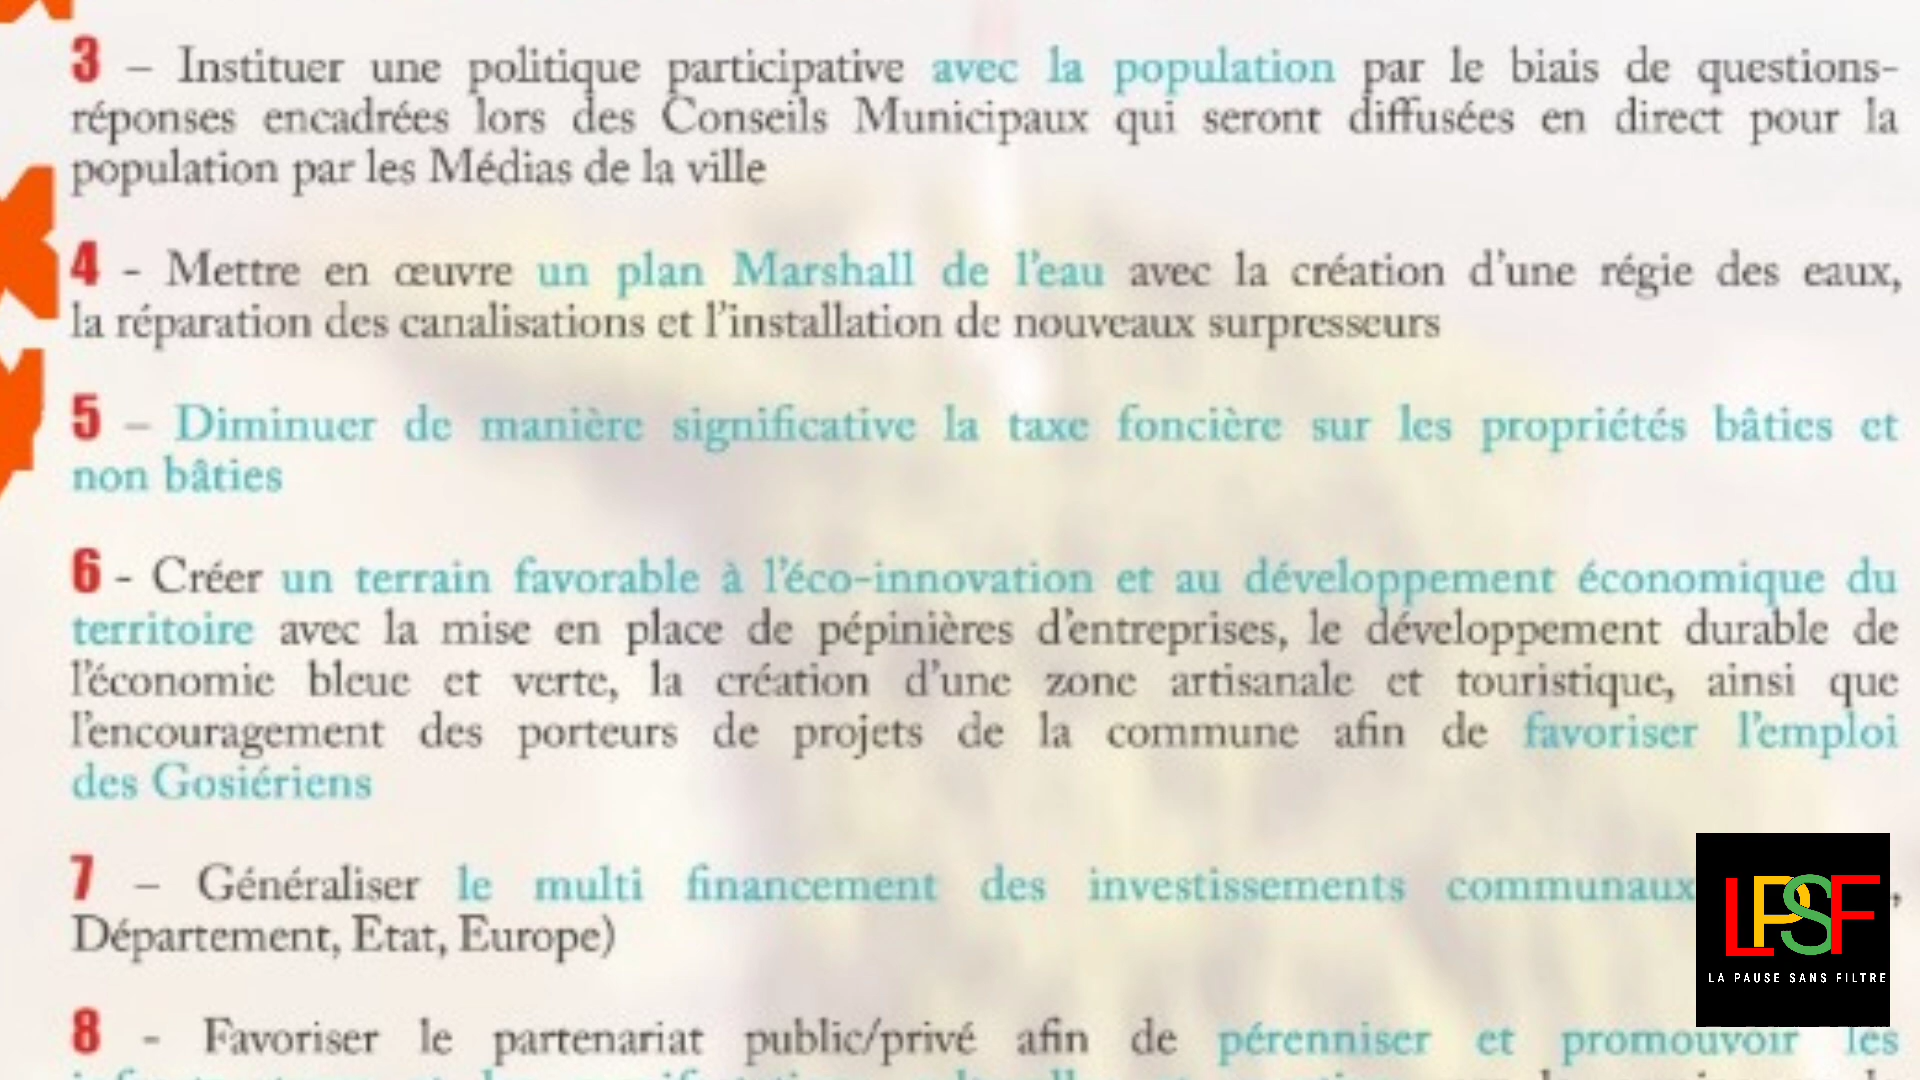 3 – Instituer une politique participative avec la population par le biais de questions-
réponses encadrées lors des Conseils Municipaux qui seront diffusées en direct pour la
population par les Médias de la ville
4 - Mettre en œuvre un plan Marshall de l'eau avec la création d'une régie des eaux,
la réparation des canalisations et l'installation de nouveaux surpresseurs
5 – Diminuer de manière significative la taxe foncière sur les propriétés bâties et
non bâties
6 - Créer un terrain favorable à l'éco-innovation et au développement économique du
territoire avec la mise en place de pépinières d'entreprises, le développement durable de
l'économie bleue et verte, la création d'une zone artisanale et touristique, ainsi que
l'encouragement des porteurs de projets de la commune afin de favoriser l'emploi
des Gosiériens
7 – Généraliser le multi financement des investissements communaux ,
Département, Etat, Europe)
8 - Favoriser le partenariat public/privé afin de pérenniser et promouvoir les
LPSF
LA PAUSE SANS FILTRE